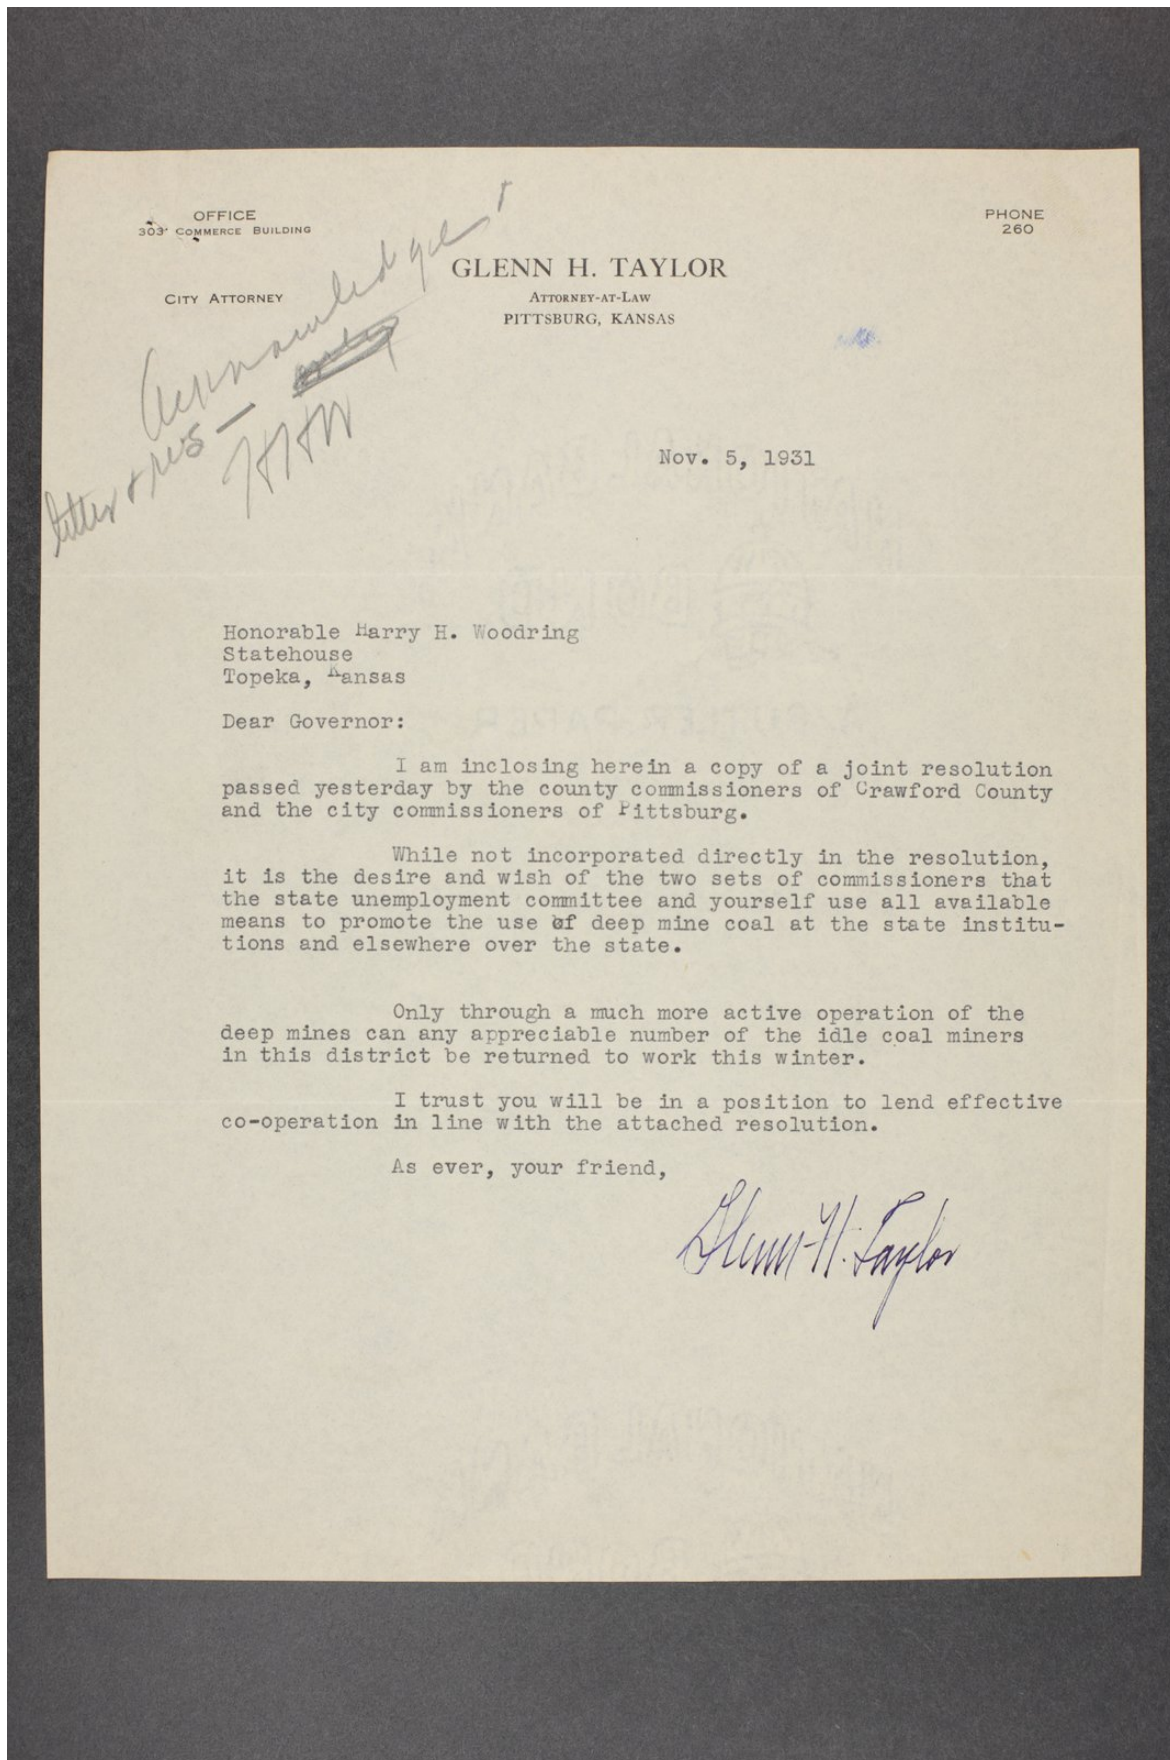 OFFICE
303 COMMERCE BUILDING
PHONE
260
GLENN H. TAYLOR
CITY ATTORNEY
ATTORNEY-AT-LAW
PITTSBURG, KANSAS
letter & res —
Nov. 5, 1931
Honorable Harry H. Woodring
Statehouse
Topeka, Kansas
Dear Governor:
I am inclosing herein a copy of a joint resolution
passed yesterday by the county commissioners of Crawford County
and the city commissioners of Pittsburg.
While not incorporated directly in the resolution,
it is the desire and wish of the two sets of commissioners that
the state unemployment committee and yourself use all available
means to promote the use of deep mine coal at the state institu-
tions and elsewhere over the state.
Only through a much more active operation of the
deep mines can any appreciable number of the idle coal miners
in this district be returned to work this winter.
I trust you will be in a position to lend effective
co-operation in line with the attached resolution.
As ever, your friend,
Glenn H. Taylor